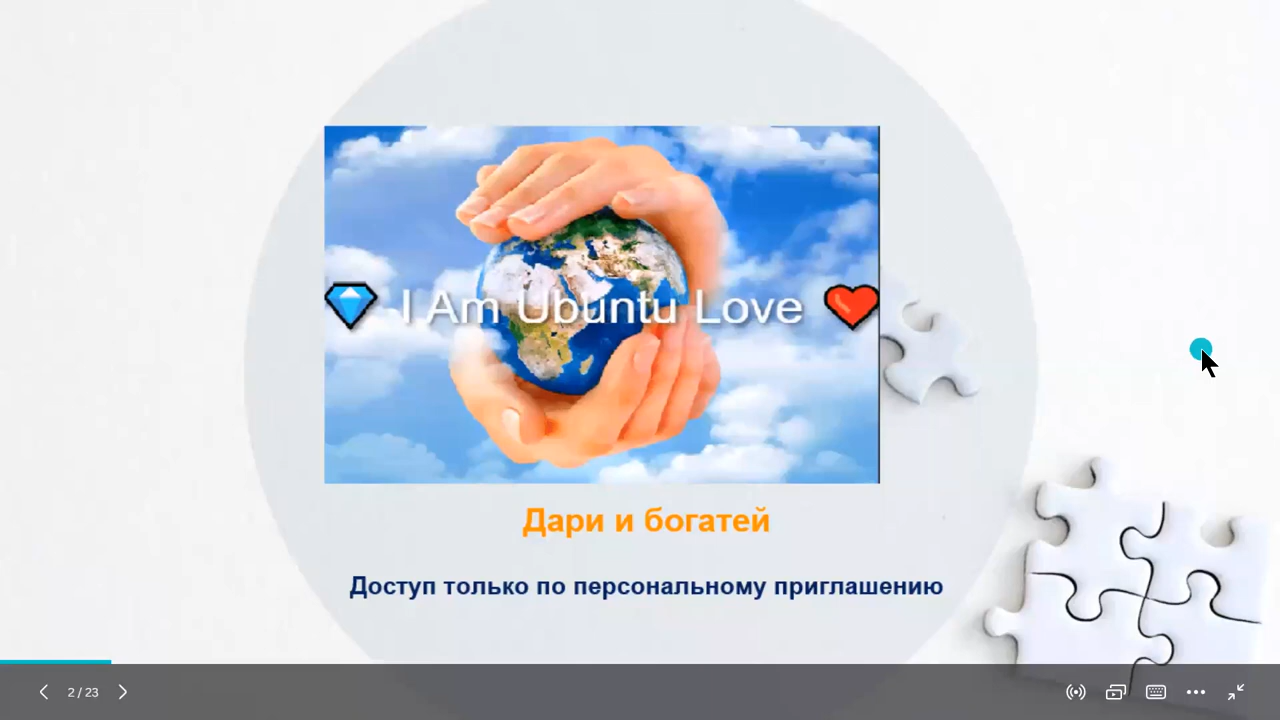 I Am Ubuntu Love
Дари и богатей
Доступ только по персональному приглашению
2 / 23